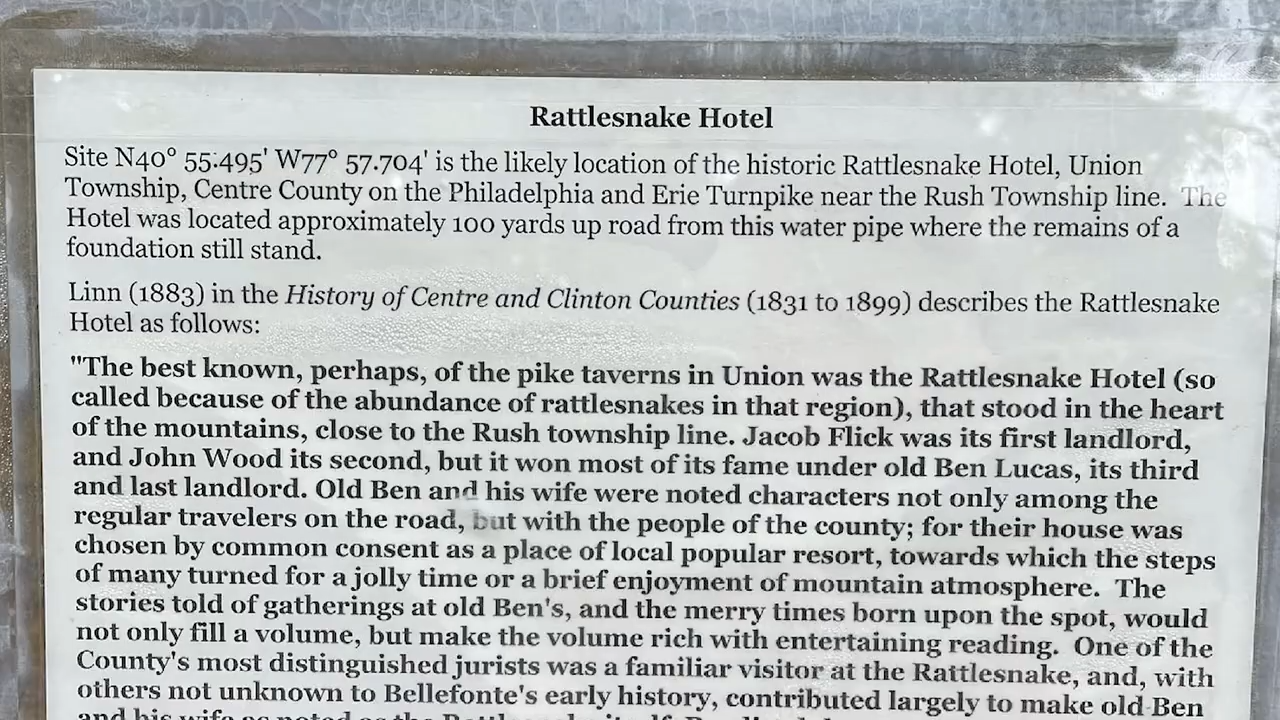 Rattlesnake Hotel
Site N40° 55.495' W77° 57.704' is the likely location of the historic Rattlesnake Hotel, Union
Township, Centre County on the Philadelphia and Erie Turnpike near the Rush Township line. The
Hotel was located approximately 100 yards up road from this water pipe where the remains of a
foundation still stand.
Linn (1883) in the History of Centre and Clinton Counties (1831 to 1899) describes the Rattlesnake
Hotel as follows:
"The best known, perhaps, of the pike taverns in Union was the Rattlesnake Hotel (so
called because of the abundance of rattlesnakes in that region), that stood in the heart
of the mountains, close to the Rush township line. Jacob Flick was its first landlord,
and John Wood its second, but it won most of its fame under old Ben Lucas, its third
and last landlord. Old Ben and his wife were noted characters not only among the
regular travelers on the road, but with the people of the county; for their house was
chosen by common consent as a place of local popular resort, towards which the steps
of many turned for a jolly time or a brief enjoyment of mountain atmosphere. The
stories told of gatherings at old Ben's, and the merry times born upon the spot, would
not only fill a volume, but make the volume rich with entertaining reading. One of the
County's most distinguished jurists was a familiar visitor at the Rattlesnake, and, with
others not unknown to Bellefonte's early history, contributed largely to make old Ben
and his wife as noted as the Rattlesnake itself.